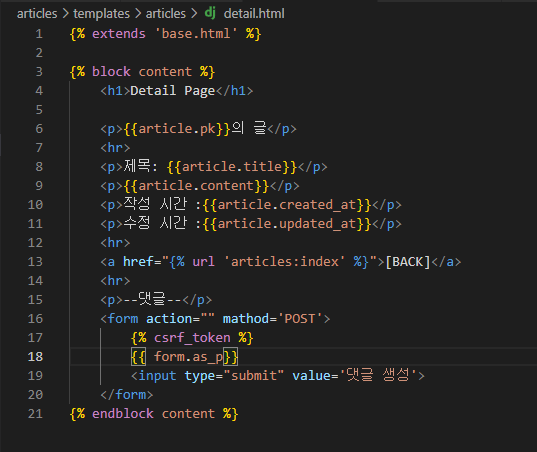 articles > templates > articles > dj detail.html
1 {% extends 'base.html' %}
2
3 {% block content %}
4 <h1>Detail Page</h1>
5
6 <p>{{article.pk}}의 글</p>
7 <hr>
8 <p>제목: {{article.title}}</p>
9 <p>{{article.content}}</p>
10 <p>작성 시간 :{{article.created_at}}</p>
11 <p>수정 시간 :{{article.updated_at}}</p>
12 <hr>
13 <a href="{% url 'articles:index' %}">[BACK]</a>
14 <hr>
15 <p>--댓글--</p>
16 <form action="" mathod='POST'>
17 {% csrf_token %}
18 {{ form.as_p}}
19 <input type="submit" value='댓글 생성'>
20 </form>
21 {% endblock content %}